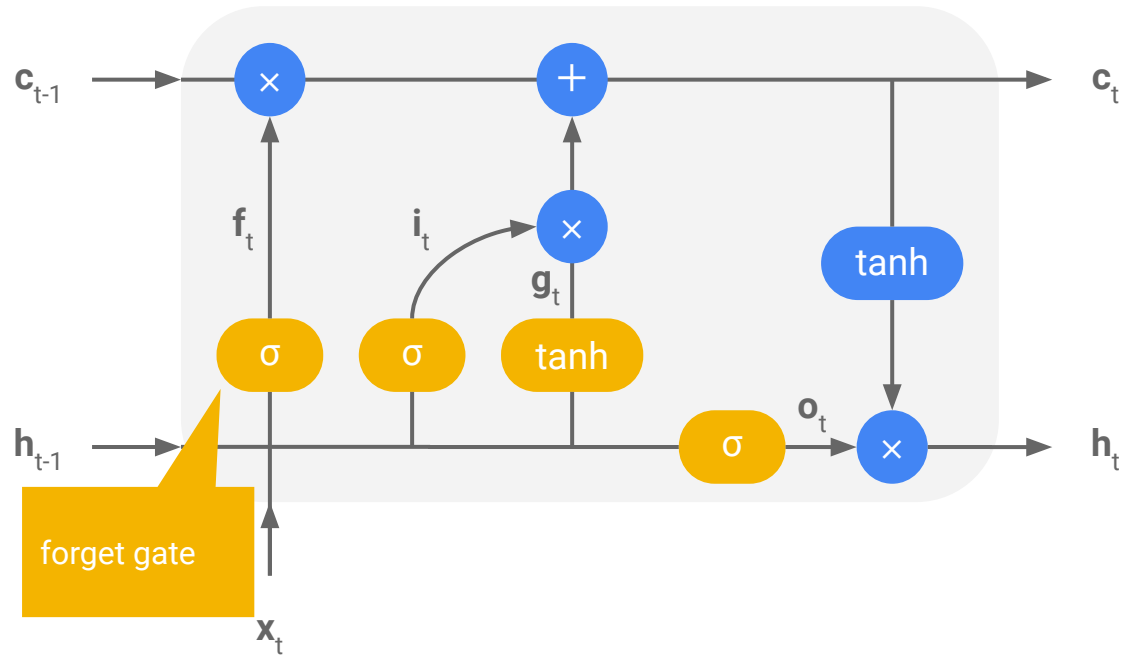 c t-1
×
+
c t
f t
i t
×
g t
tanh
σ
σ
tanh
h t-1
σ
o t
×
h t
forget gate
x t